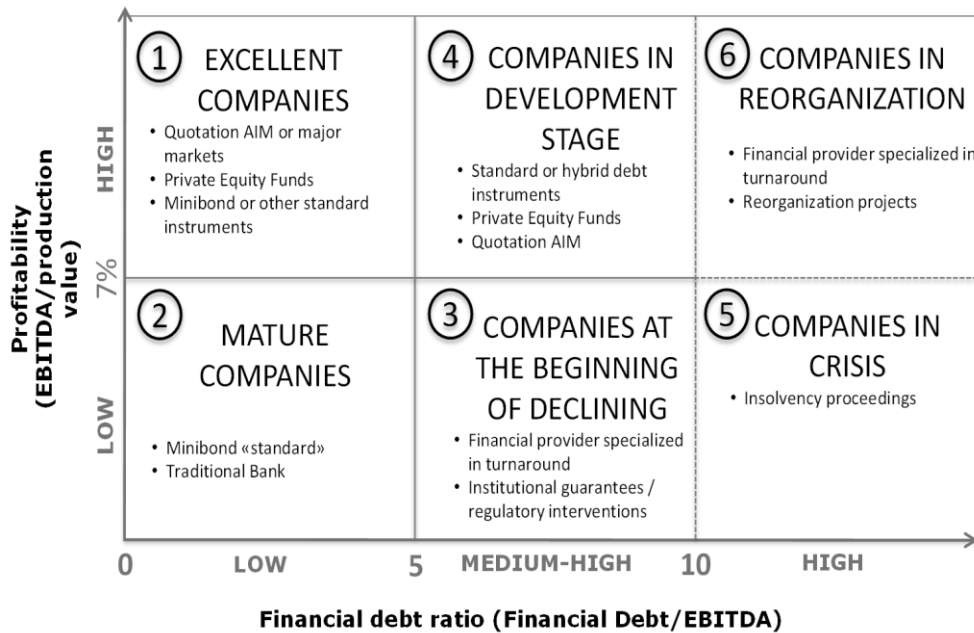 1
EXCELLENT
COMPANIES
• Quotation AIM or major
markets
• Private Equity Funds
• Minibond or other standard
instruments
4
COMPANIES IN
DEVELOPMENT
STAGE
• Standard or hybrid debt
instruments
• Private Equity Funds
• Quotation AIM
6
COMPANIES IN
REORGANIZATION
• Financial provider specialized in
turnaround
• Reorganization projects
2
MATURE
COMPANIES
• Minibond «standard»
• Traditional Bank
3
COMPANIES AT
THE BEGINNING
OF DECLINING
• Financial provider specialized
in turnaround
• Institutional guarantees /
regulatory interventions
5
COMPANIES IN
CRISIS
• Insolvency proceedings
Profitability
(EBITDA/production
value)
HIGH
7%
LOW
0
LOW
5
MEDIUM-HIGH
10
HIGH
Financial debt ratio (Financial Debt/EBITDA)